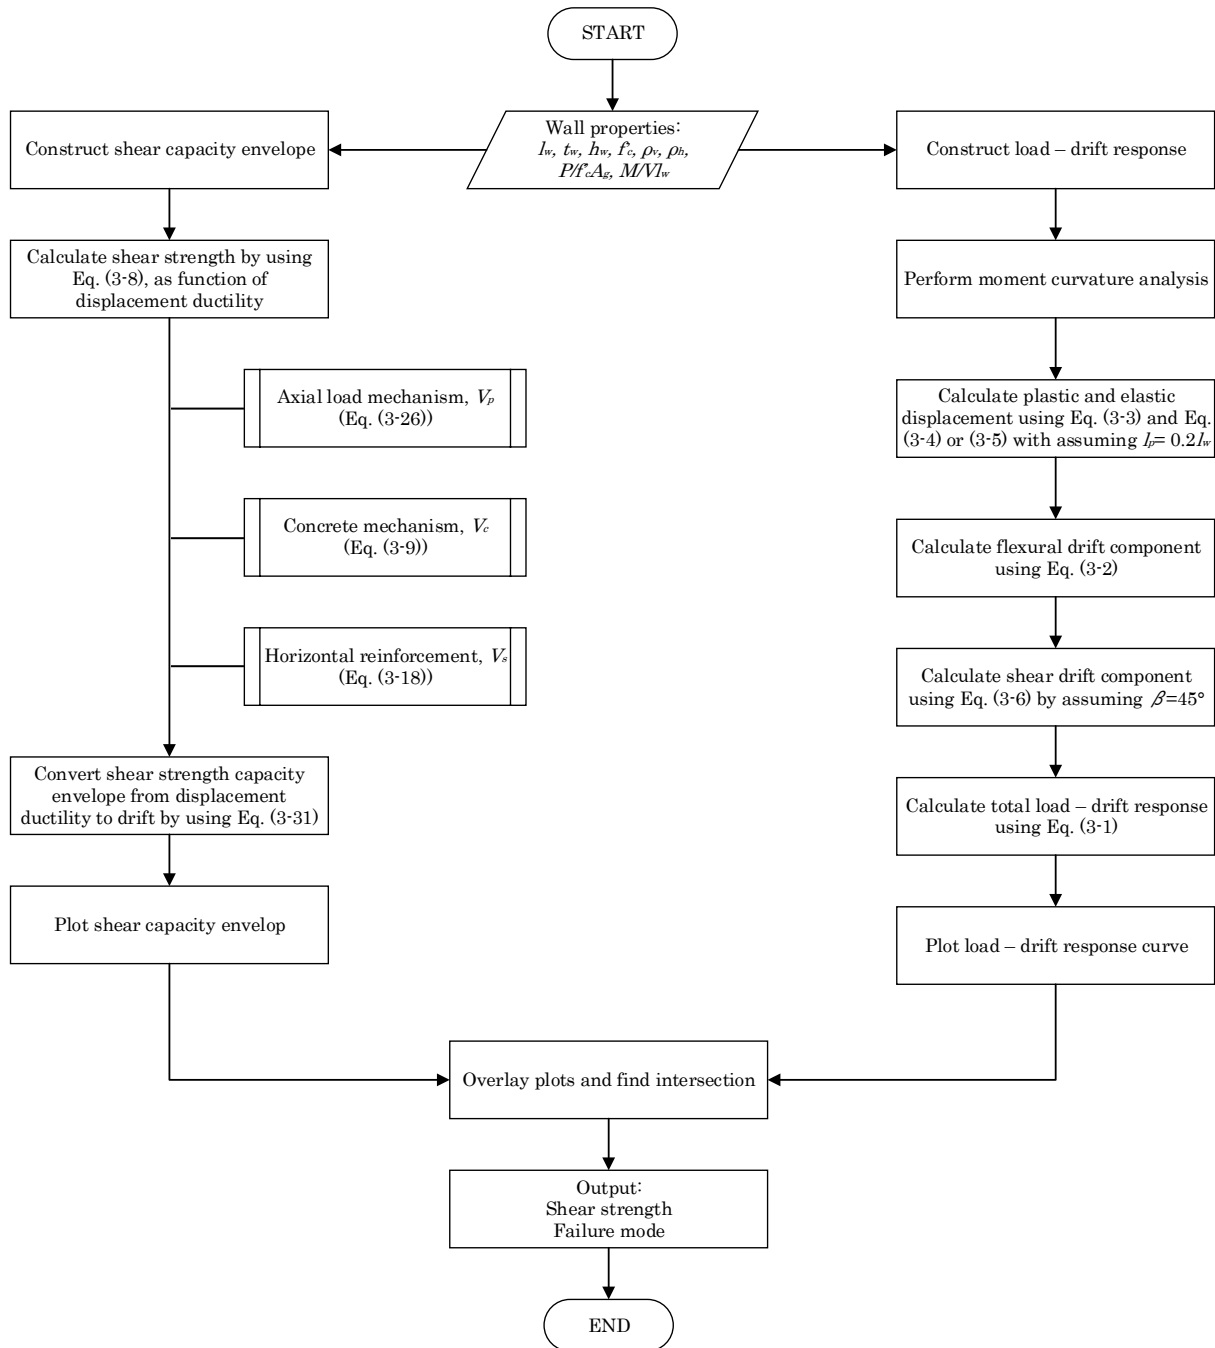 START
Wall properties:
lw, tw, hw, f'c, ρv, ρh,
P/f'cAg, M/Vlw
Construct shear capacity envelope
Calculate shear strength by using
Eq. (3-8), as function of
displacement ductility
Axial load mechanism, Vp
(Eq. (3-26))
Concrete mechanism, Vc
(Eq. (3-9))
Horizontal reinforcement, Vs
(Eq. (3-18))
Convert shear strength capacity
envelope from displacement
ductility to drift by using Eq. (3-31)
Plot shear capacity envelop
Construct load – drift response
Perform moment curvature analysis
Calculate plastic and elastic
displacement using Eq. (3-3) and Eq.
(3-4) or (3-5) with assuming lp= 0.2lw
Calculate flexural drift component
using Eq. (3-2)
Calculate shear drift component
using Eq. (3-6) by assuming β=45°
Calculate total load – drift response
using Eq. (3-1)
Plot load – drift response curve
Overlay plots and find intersection
Output:
Shear strength
Failure mode
END